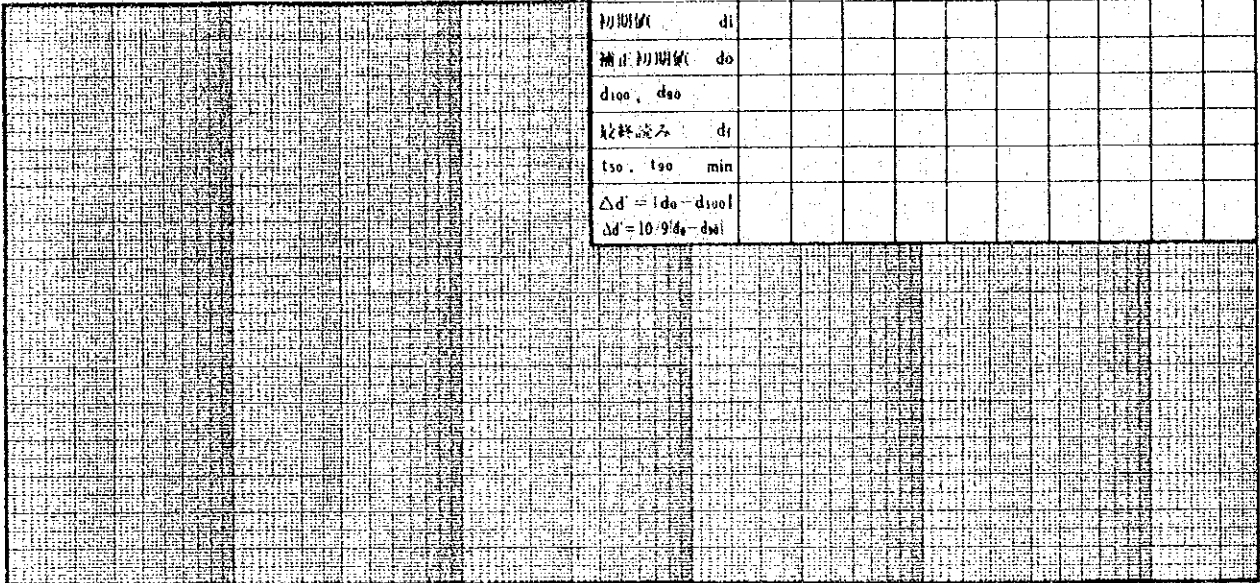 初期値 di
補正初期値 do
d100, d90
最終読み df
t50, t90 min
△d' = |do − d100|
Δd' = 10/9|do − d90|